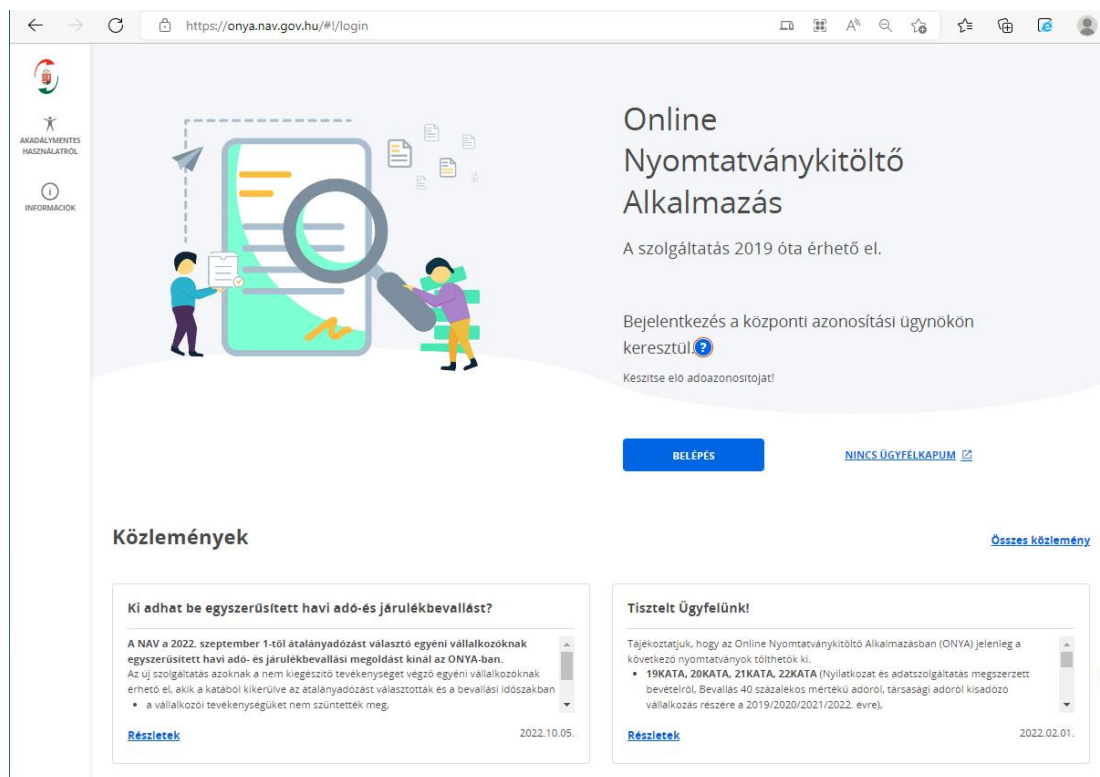 https://onya.nav.gov.hu/#!/login
AKADÁLYMENTES
HASZNÁLATRÓL
INFORMÁCIÓK
Online
Nyomtatványkitöltő
Alkalmazás
A szolgáltatás 2019 óta érhető el.
Bejelentkezés a központi azonosítási ügynökön
keresztül.?
Készítse elő adóazonosítóját!
BELÉPÉS
NINCS ÜGYFÉLKAPUM
Közlemények
Összes közlemény
Ki adhat be egyszerűsített havi adó-és járulékbevallást?
A NAV a 2022. szeptember 1-től átalányadózást választó egyéni vállalkozóknak
egyszerűsített havi adó- és járulékbevallási megoldást kínál az ONYA-ban.
Az új szolgáltatás azoknak a nem kiegészítő tevékenységet végző egyéni vállalkozóknak
érhető el, akik a katából kikerülve az átalányadózást választották és a bevallási időszakban
• a vállalkozói tevékenységüket nem szüntették meg,
Részletek
2022.10.05.
Tisztelt Ügyfelünk!
Tájékoztatjuk, hogy az Online Nyomtatványkitöltő Alkalmazásban (ONYA) jelenleg a
következő nyomtatványok tölthetők ki.
• 19KATA, 20KATA, 21KATA, 22KATA (Nyilatkozat és adatszolgáltatás megszerzett
bevételről, Bevallás 40 százalékos mértékű adóról, társasági adóról kisadózó
vállalkozás részére a 2019/2020/2021/2022. évre),
Részletek
2022.02.01.